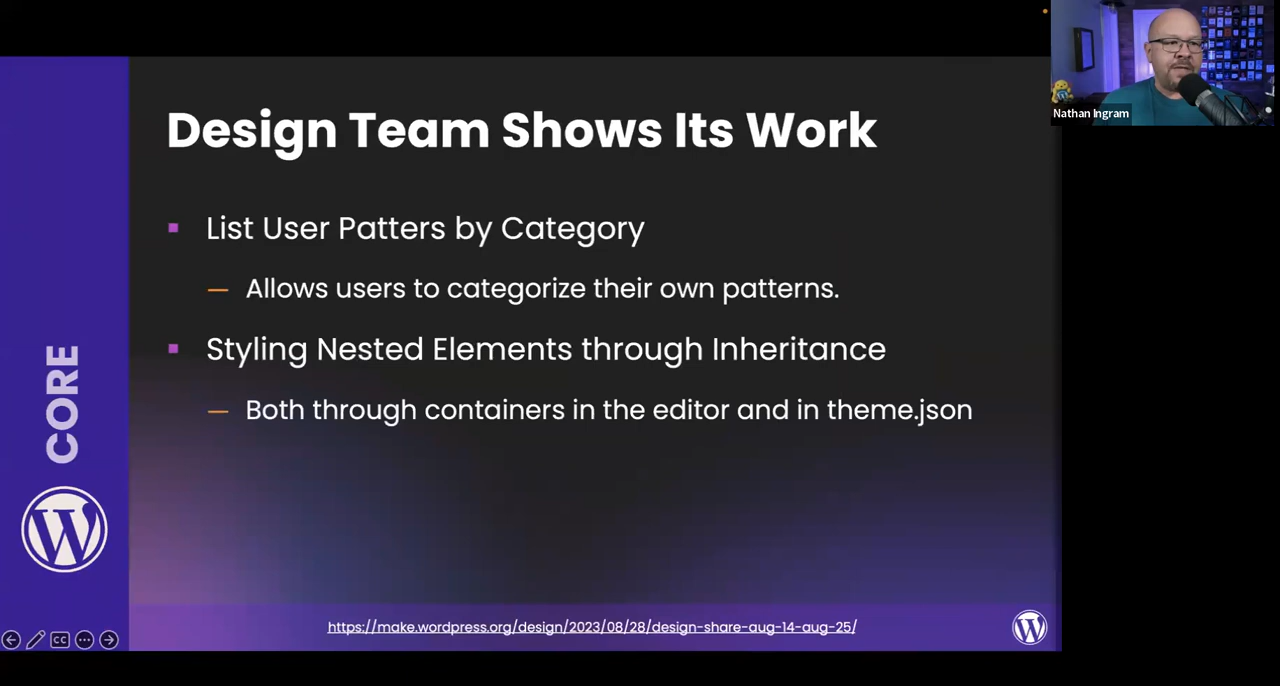 Nathan Ingram
Design Team Shows Its Work
List User Patters by Category
Allows users to categorize their own patterns.
Styling Nested Elements through Inheritance
Both through containers in the editor and in theme.json
CORE
https://make.wordpress.org/design/2023/08/28/design-share-aug-14-aug-25/
CC